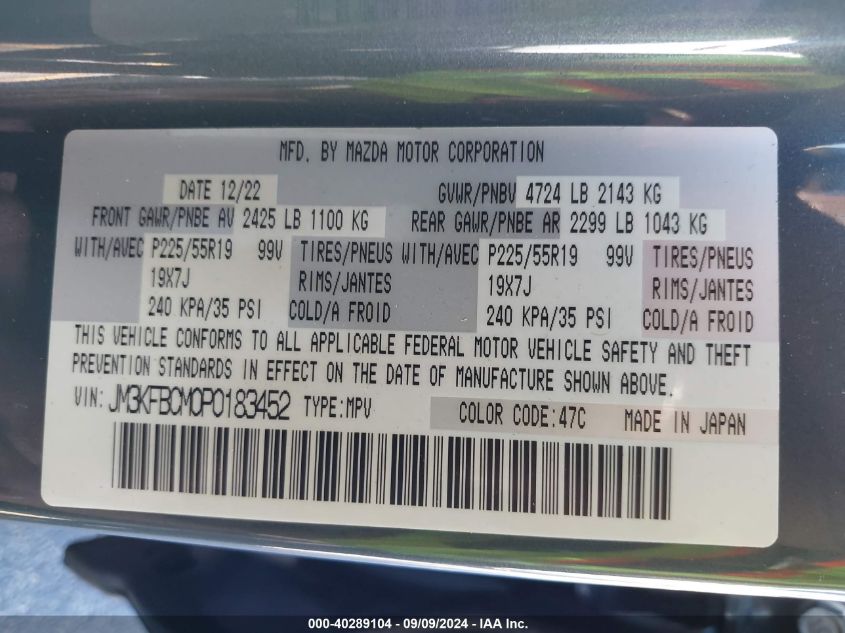 MFD. BY MAZDA MOTOR CORPORATION
DATE 12/22 GVWR/PNBV 4724 LB 2143 KG
FRONT GAWR/PNBE AV 2425 LB 1100 KG REAR GAWR/PNBE AR 2299 LB 1043 KG
WITH/AVEC P225/55R19 99V TIRES/PNEUS WITH/AVEC P225/55R19 99V TIRES/PNEUS
19X7J RIMS/JANTES 19X7J RIMS/JANTES
240 KPA/35 PSI COLD/A FROID 240 KPA/35 PSI COLD/A FROID
THIS VEHICLE CONFORMS TO ALL APPLICABLE FEDERAL MOTOR VEHICLE SAFETY AND THEFT
PREVENTION STANDARDS IN EFFECT ON THE DATE OF MANUFACTURE SHOWN ABOVE.
VIN: JM3KFBCM0P0183452 TYPE:MPV COLOR CODE:47C MADE IN JAPAN
000-40289104 - 09/09/2024 - IAA Inc.